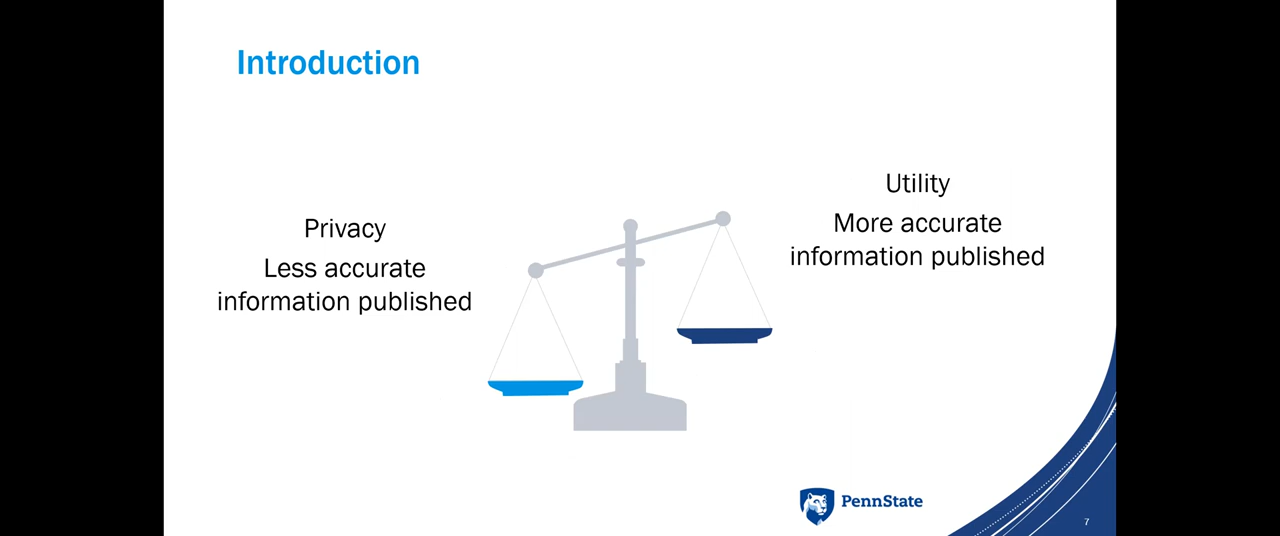 Introduction
Privacy
Less accurate
information published
Utility
More accurate
information published
PennState
7